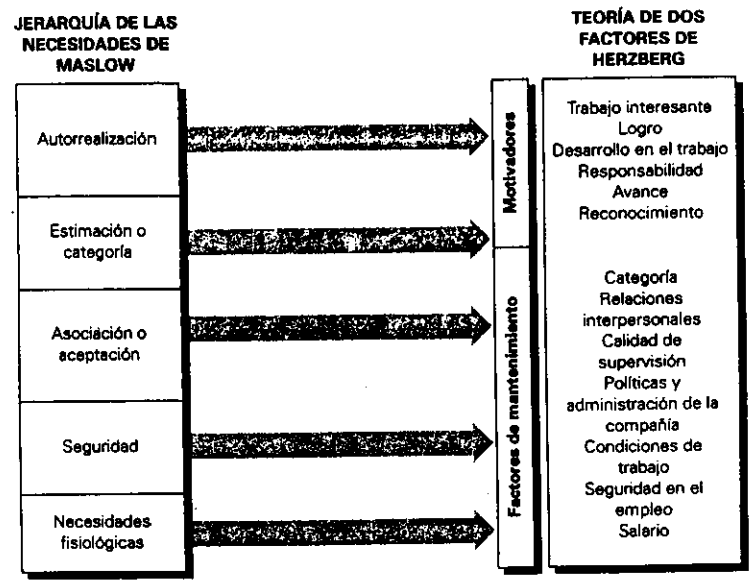 JERARQUÍA DE LAS
NECESIDADES DE
MASLOW
Autorrealización
Estimación o
categoría
Asociación o
aceptación
Seguridad
Necesidades
fisiológicas
Motivadores
Factores de mantenimiento
TEORÍA DE DOS
FACTORES DE
HERZBERG
Trabajo interesante
Logro
Desarrollo en el trabajo
Responsabilidad
Avance
Reconocimiento
Categoría
Relaciones
interpersonales
Calidad de
supervisión
Políticas y
administración de la
compañía
Condiciones de
trabajo
Seguridad en el
empleo
Salario